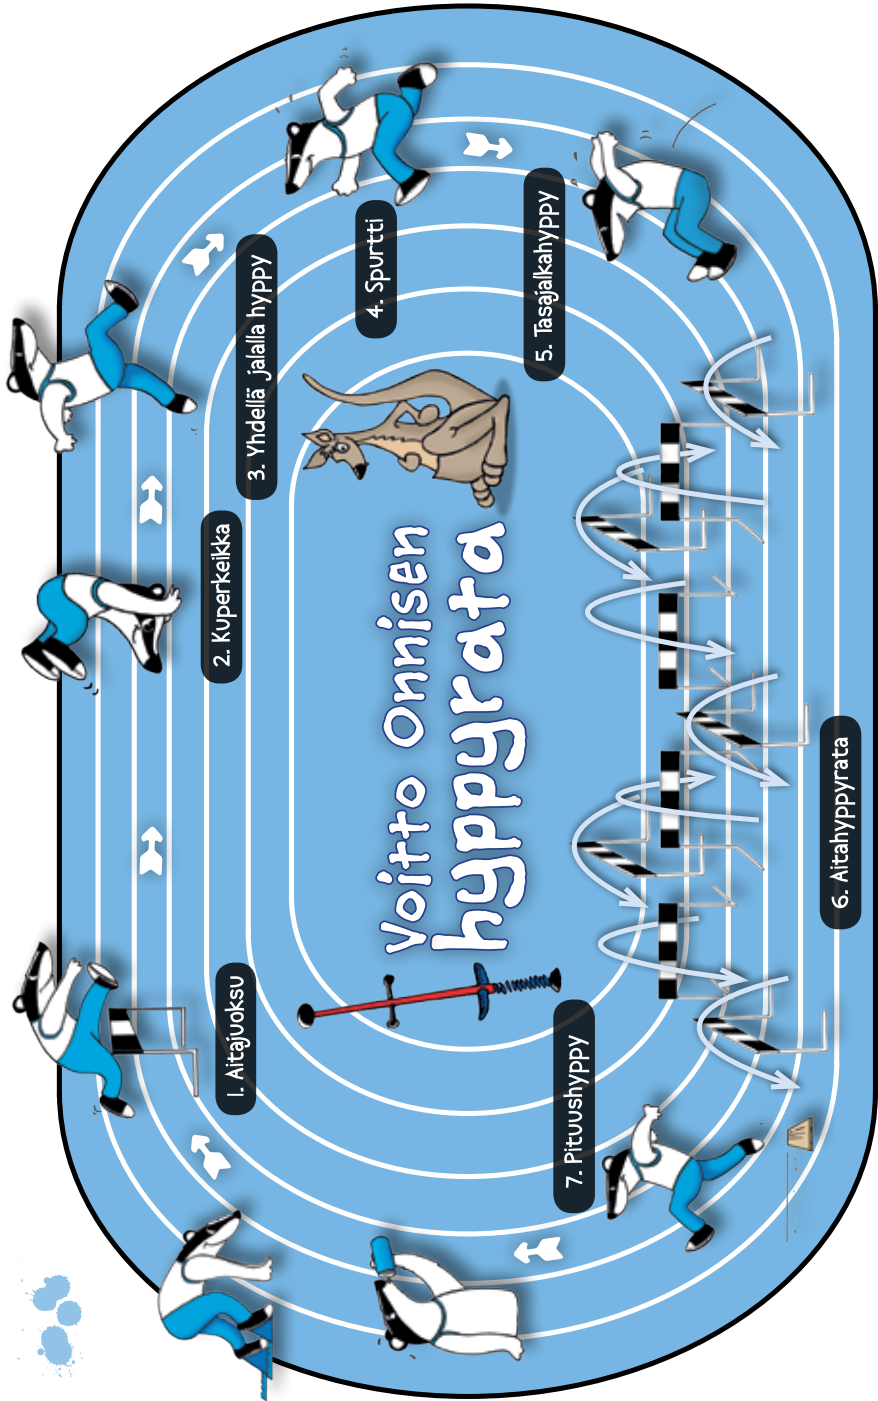 Voitto Onnisen
hyppyrata
1. Aitajuoksu
2. Kuperkeikka
3. Yhdellä jalalla hyppy
4. Spurtti
5. Tasajalkahyppy
6. Aitahyppyrata
7. Pituushyppy